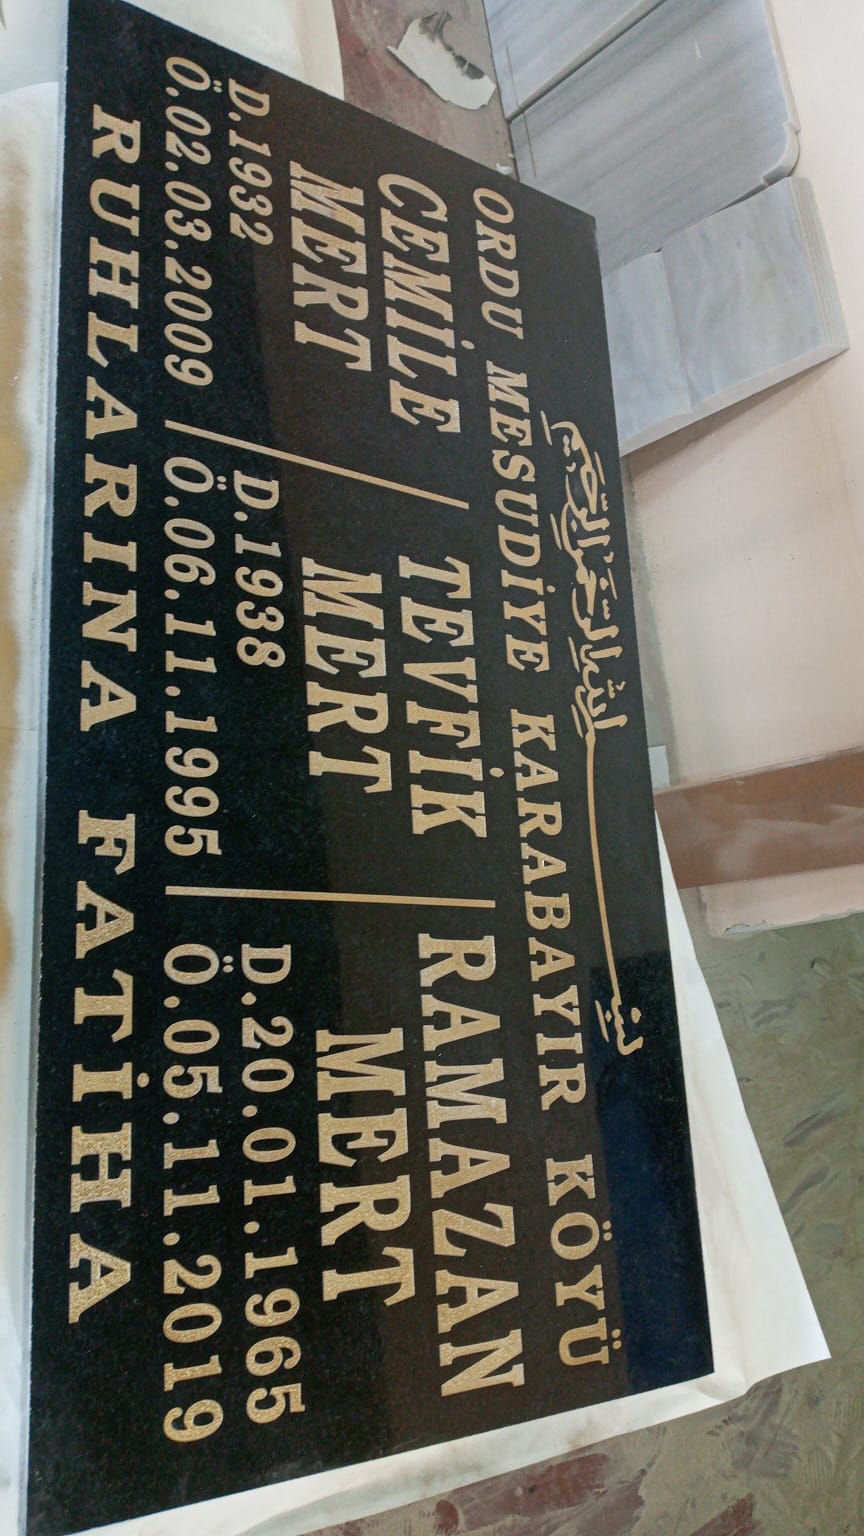 بسم الله الرحمن الرحيم
ORDU MESUDİYE KARABAYIR KÖYÜ
CEMİLE
MERT
D.1932
Ö.02.03.2009
TEVFİK
MERT
D.1938
Ö.06.11.1995
RAMAZAN
MERT
D.20.01.1965
Ö.05.11.2019
RUHLARINA FATİHA